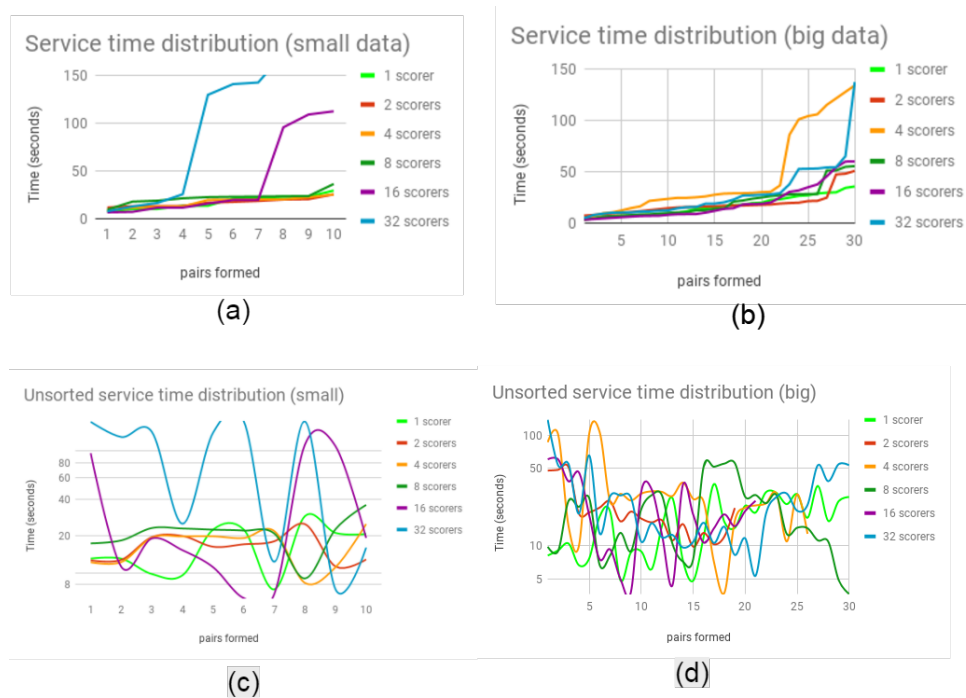 Service time distribution (small data)
150
100
50
0
Time (seconds)
1 2 3 4 5 6 7 8 9 10
pairs formed
1 scorer
2 scorers
4 scorers
8 scorers
16 scorers
32 scorers
(a)
Service time distribution (big data)
150
100
50
0
Time (seconds)
5 10 15 20 25 30
pairs formed
1 scorer
2 scorers
4 scorers
8 scorers
16 scorers
32 scorers
(b)
Unsorted service time distribution (small)
80
60
40
20
8
Time (seconds)
1 2 3 4 5 6 7 8 9 10
pairs formed
1 scorer
2 scorers
4 scorers
8 scorers
16 scorers
32 scorers
(c)
Unsorted service time distribution (big)
100
50
10
5
Time (seconds)
5 10 15 20 25 30
pairs formed
1 scorer
2 scorers
4 scorers
8 scorers
16 scorers
32 scorers
(d)